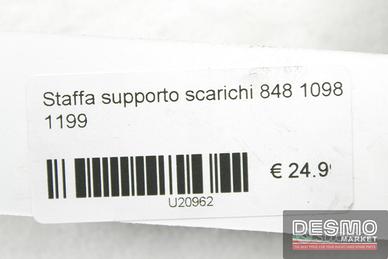 Staffa supporto scarichi 848 1098
1199
€ 24.9
U20962
DESMO
MARKET